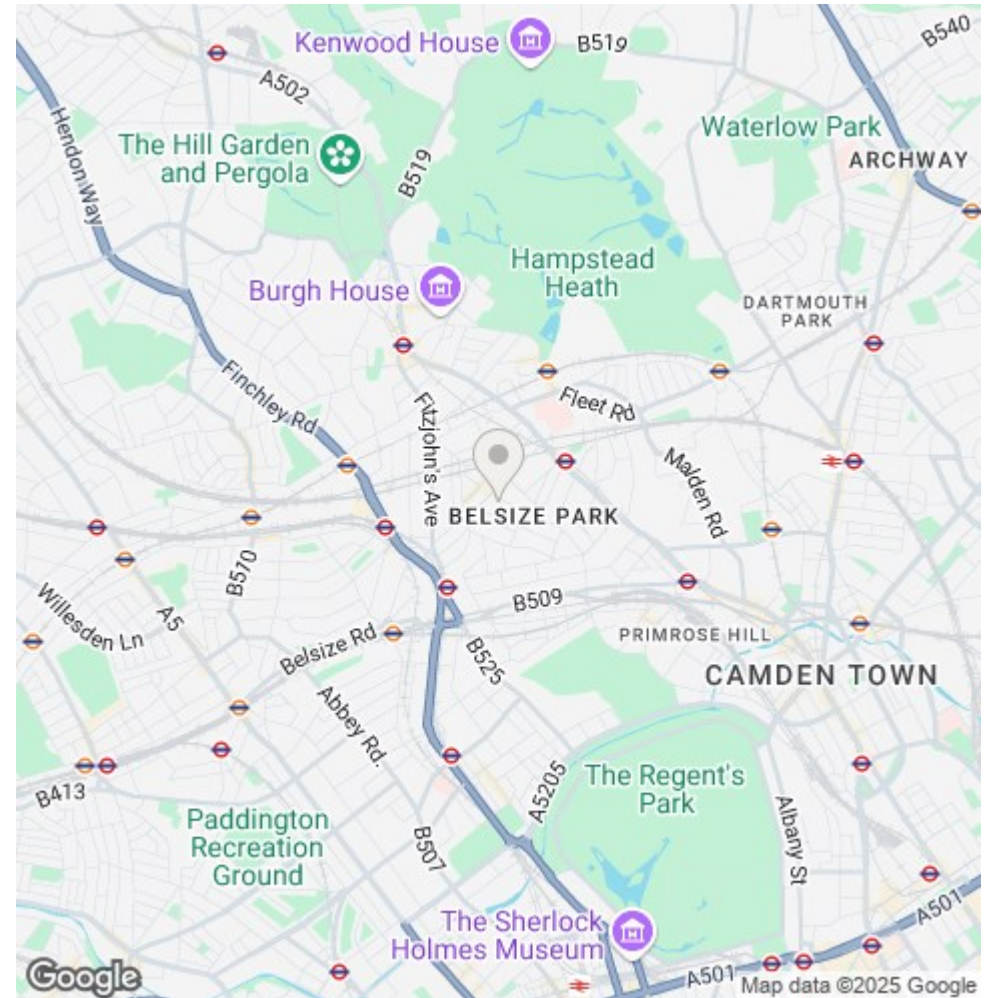 Kenwood House
B519
B540
A502
Waterlow Park
The Hill Garden
and Pergola
B519
ARCHWAY
Hendon Way
Hampstead
Heath
Burgh House
DARTMOUTH
PARK
Finchley Rd
Fitzjohn's Ave
Fleet Rd
Malden Rd
BELSIZE PARK
B570
Willesden Ln
A5
B509
Belsize Rd
B525
PRIMROSE HILL
CAMDEN TOWN
Abbey Rd.
B413
A5205
The Regent's
Park
Paddington
Recreation
Ground
B507
Albany St
The Sherlock
Holmes Museum
A501
A501
Google
Map data ©2025 Google